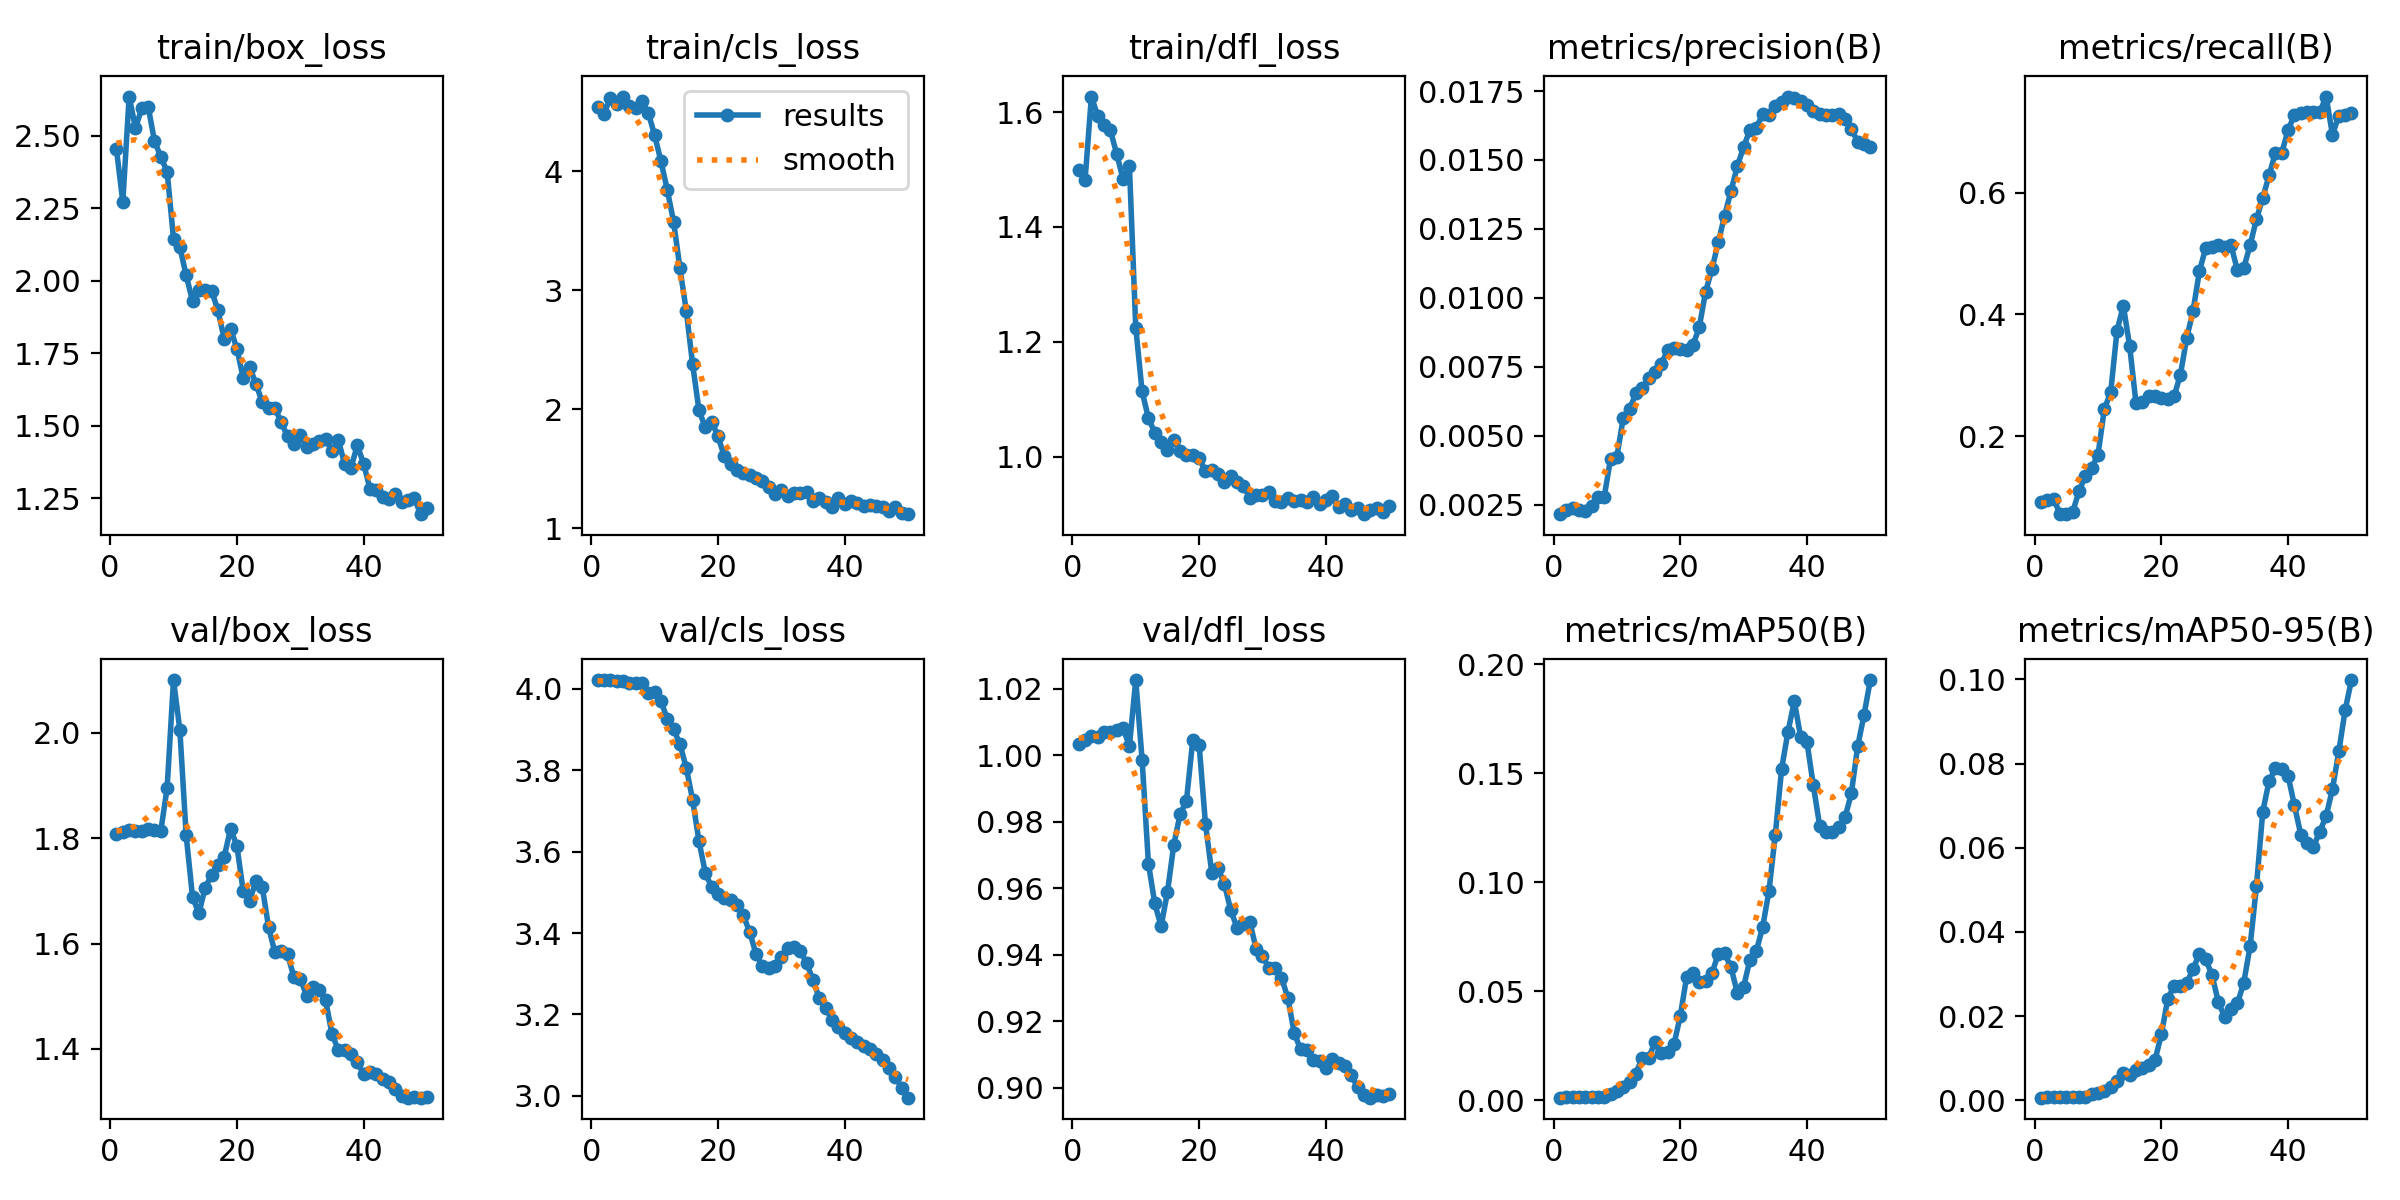 train/box_loss
train/cls_loss
train/dfl_loss
metrics/precision(B)
metrics/recall(B)
2.50
2.25
2.00
1.75
1.50
1.25
0 20 40
results
smooth
4
3
2
1
0 20 40
1.6
1.4
1.2
1.0
0 20 40
0.0175
0.0150
0.0125
0.0100
0.0075
0.0050
0.0025
0 20 40
0.6
0.4
0.2
0 20 40
val/box_loss
val/cls_loss
val/dfl_loss
metrics/mAP50(B)
metrics/mAP50-95(B)
2.0
1.8
1.6
1.4
0 20 40
4.0
3.8
3.6
3.4
3.2
3.0
0 20 40
1.02
1.00
0.98
0.96
0.94
0.92
0.90
0 20 40
0.20
0.15
0.10
0.05
0.00
0 20 40
0.10
0.08
0.06
0.04
0.02
0.00
0 20 40